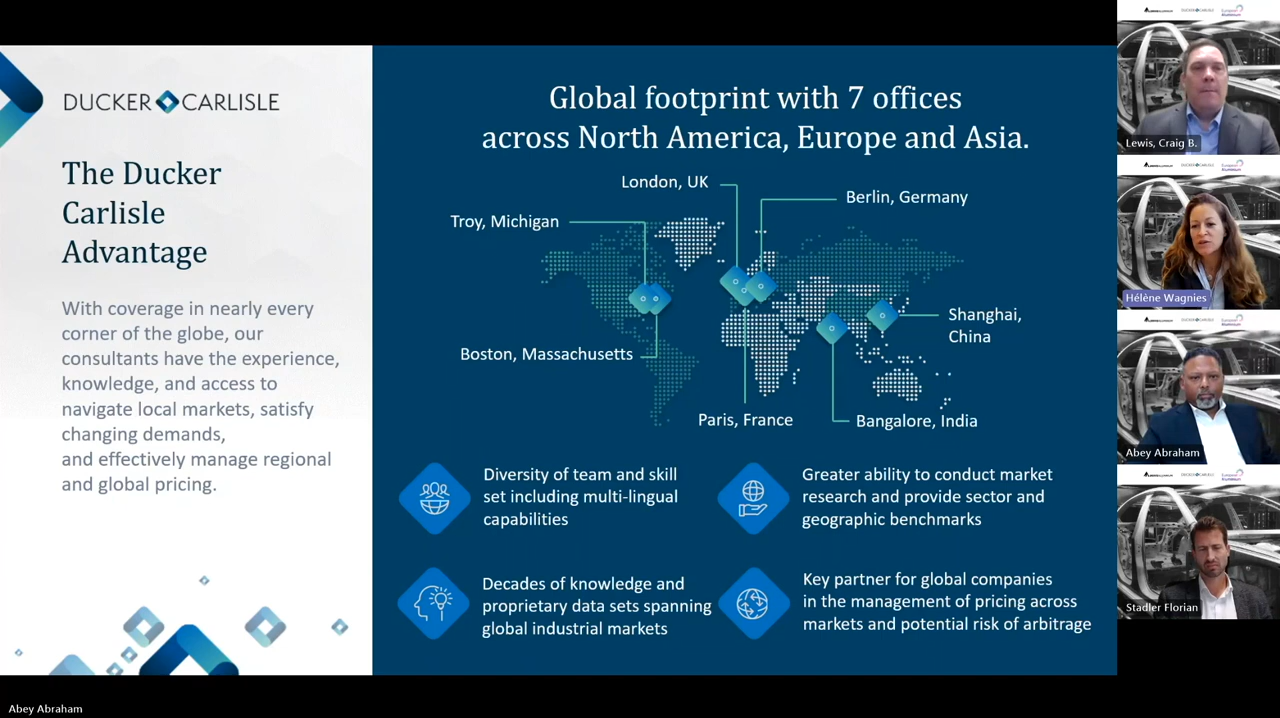 DUCKER CARLISLE
The Ducker
Carlisle
Advantage
With coverage in nearly every
corner of the globe, our
consultants have the experience,
knowledge, and access to
navigate local markets, satisfy
changing demands,
and effectively manage regional
and global pricing.
Global footprint with 7 offices
across North America, Europe and Asia.
London, UK
Berlin, Germany
Troy, Michigan
Shanghai,
China
Boston, Massachusetts
Paris, France
Bangalore, India
Diversity of team and skill
set including multi-lingual
capabilities
Greater ability to conduct market
research and provide sector and
geographic benchmarks
Decades of knowledge and
proprietary data sets spanning
global industrial markets
Key partner for global companies
in the management of pricing across
markets and potential risk of arbitrage
Lewis, Craig B.
Hélène Wagnies
Abey Abraham
Stadler Florian
Abey Abraham